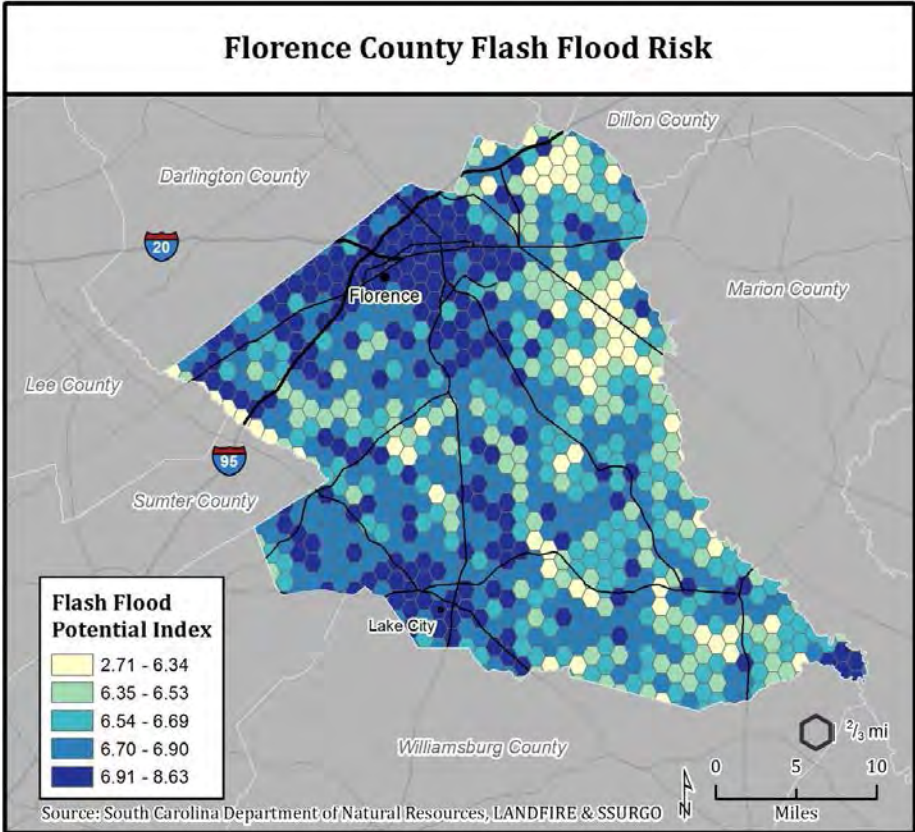 Florence County Flash Flood Risk
Dillon County
Darlington County
20
Florence
Marion County
Lee County
95
Sumter County
Flash Flood
Potential Index
2.71 - 6.34
6.35 - 6.53
6.54 - 6.69
6.70 - 6.90
6.91 - 8.63
Lake City
Williamsburg County
2/3 mi
N
0 5 10
Miles
Source: South Carolina Department of Natural Resources, LANDFIRE & SSURGO